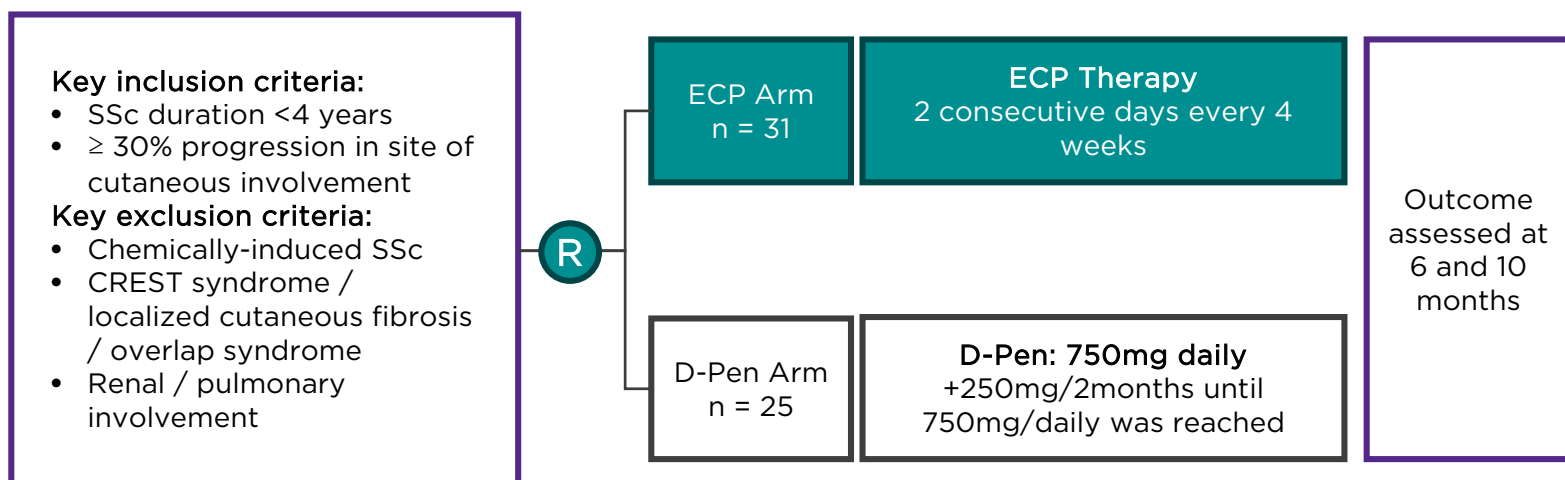 Key inclusion criteria:
• SSc duration <4 years
• ≥ 30% progression in site of
cutaneous involvement
Key exclusion criteria:
• Chemically-induced SSc
• CREST syndrome /
localized cutaneous fibrosis
/ overlap syndrome
• Renal / pulmonary
involvement
R
ECP Arm
n = 31
ECP Therapy
2 consecutive days every 4
weeks
D-Pen Arm
n = 25
D-Pen: 750mg daily
+250mg/2months until
750mg/daily was reached
Outcome
assessed at
6 and 10
months